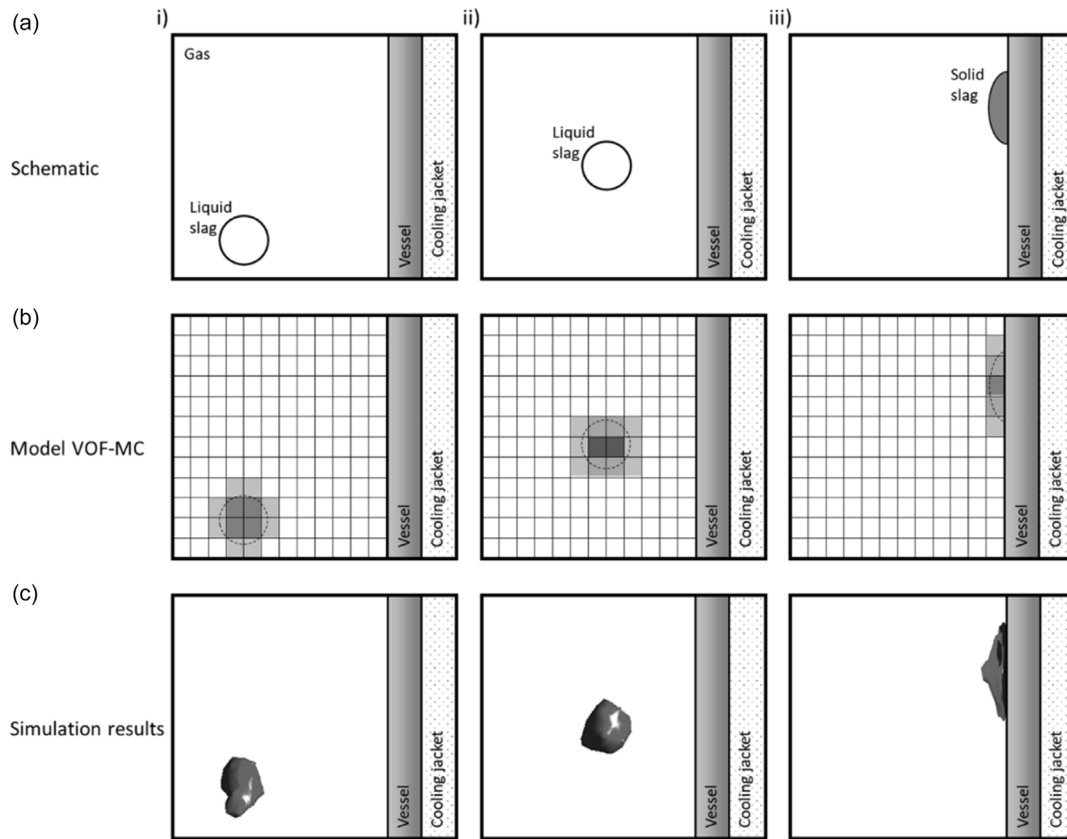 i)
ii)
iii)
(a)
Schematic
Gas
Liquid
slag
Vessel
Cooling jacket
Liquid
slag
Vessel
Cooling jacket
Solid
slag
Vessel
Cooling jacket
(b)
Model VOF-MC
Vessel
Cooling jacket
Vessel
Cooling jacket
Vessel
Cooling jacket
(c)
Simulation results
Vessel
Cooling jacket
Vessel
Cooling jacket
Vessel
Cooling jacket